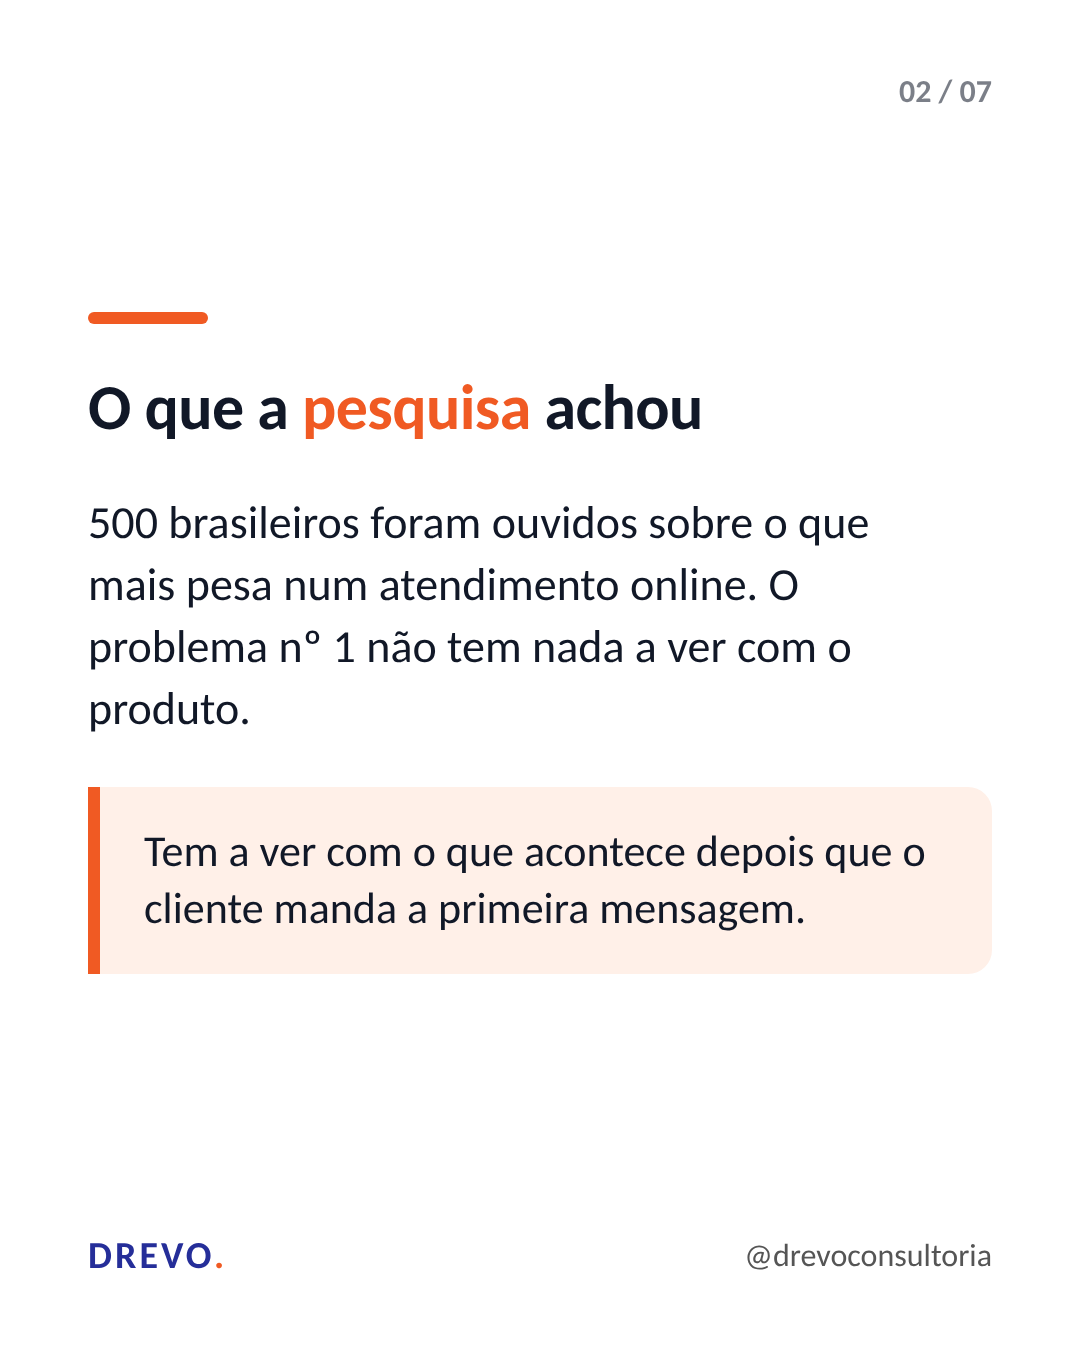 02 / 07
O que a pesquisa achou
500 brasileiros foram ouvidos sobre o que
mais pesa num atendimento online. O
problema nº 1 não tem nada a ver com o
produto.
Tem a ver com o que acontece depois que o
cliente manda a primeira mensagem.
DREVO.
@drevoconsultoria